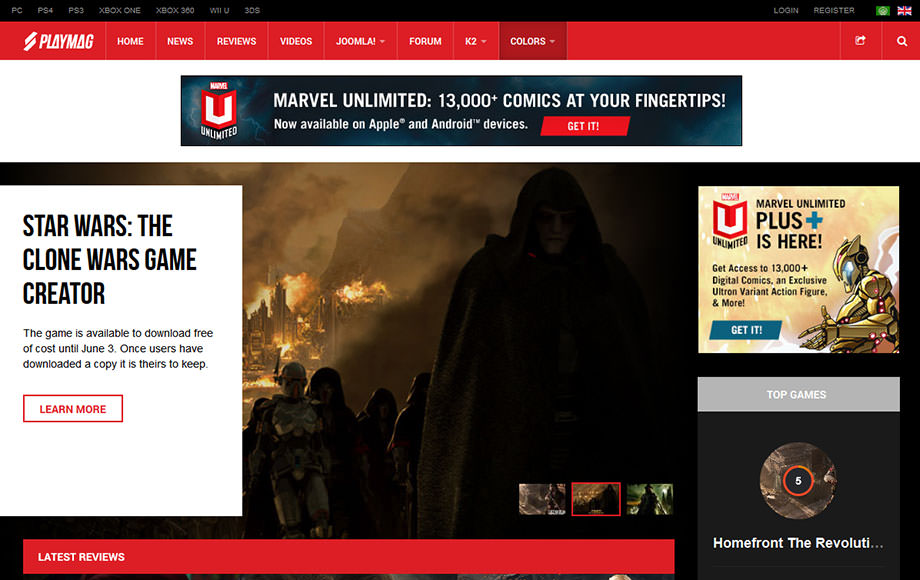 PC PS4 PS3 XBOX ONE XBOX 360 WII U 3DS LOGIN REGISTER
PLAYMAG HOME NEWS REVIEWS VIDEOS JOOMLA! FORUM K2 COLORS
MARVEL
UNLIMITED
MARVEL UNLIMITED: 13,000+ COMICS AT YOUR FINGERTIPS!
Now available on Apple® and Android™ devices. GET IT!
STAR WARS: THE
CLONE WARS GAME
CREATOR
The game is available to download free
of cost until June 3. Once users have
downloaded a copy it is theirs to keep.
LEARN MORE
LATEST REVIEWS
MARVEL
UNLIMITED
MARVEL UNLIMITED
PLUS+
IS HERE!
Get Access to 13,000+
Digital Comics, an Exclusive
Ultron Variant Action Figure,
& More!
GET IT!
TOP GAMES
5
Homefront The Revoluti...